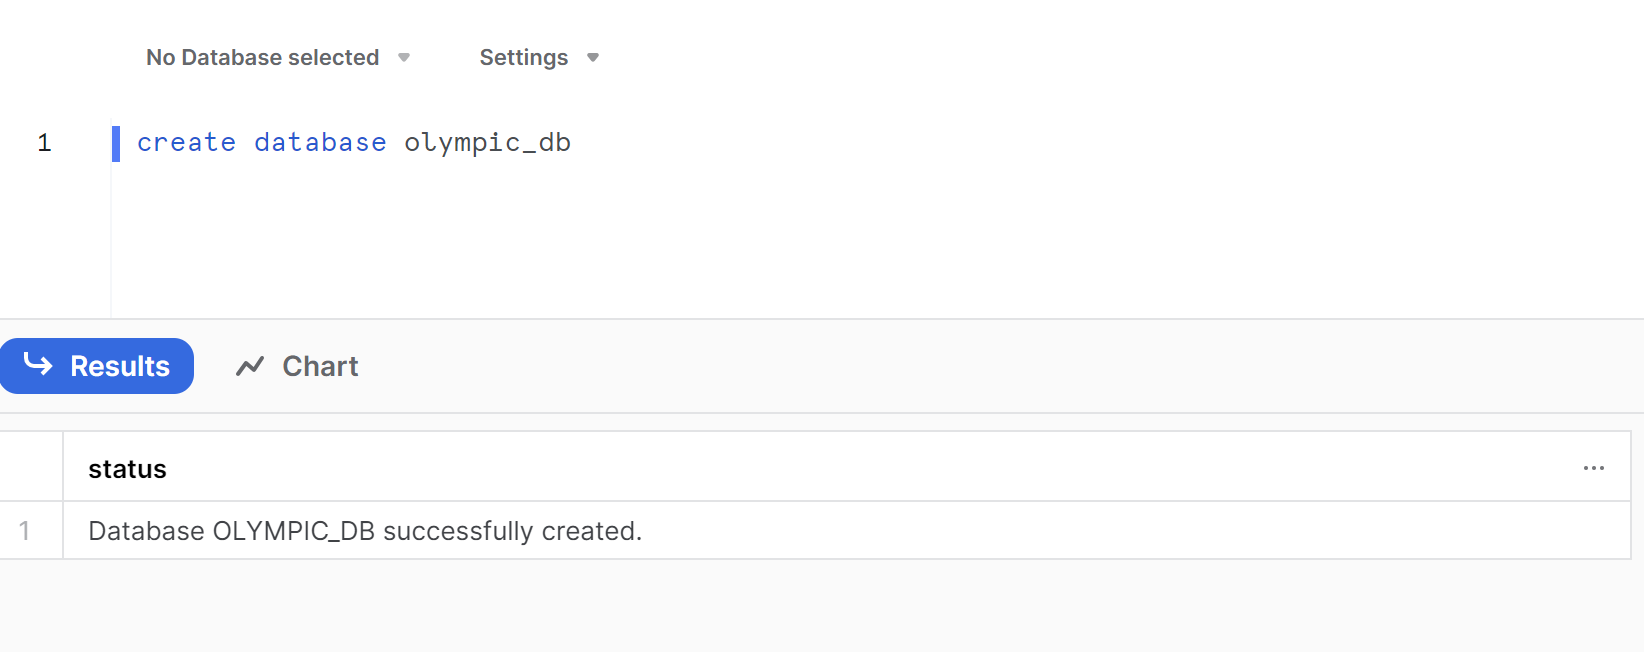 No Database selected Settings
1 create database olympic_db
Results Chart
status
1 Database OLYMPIC_DB successfully created.